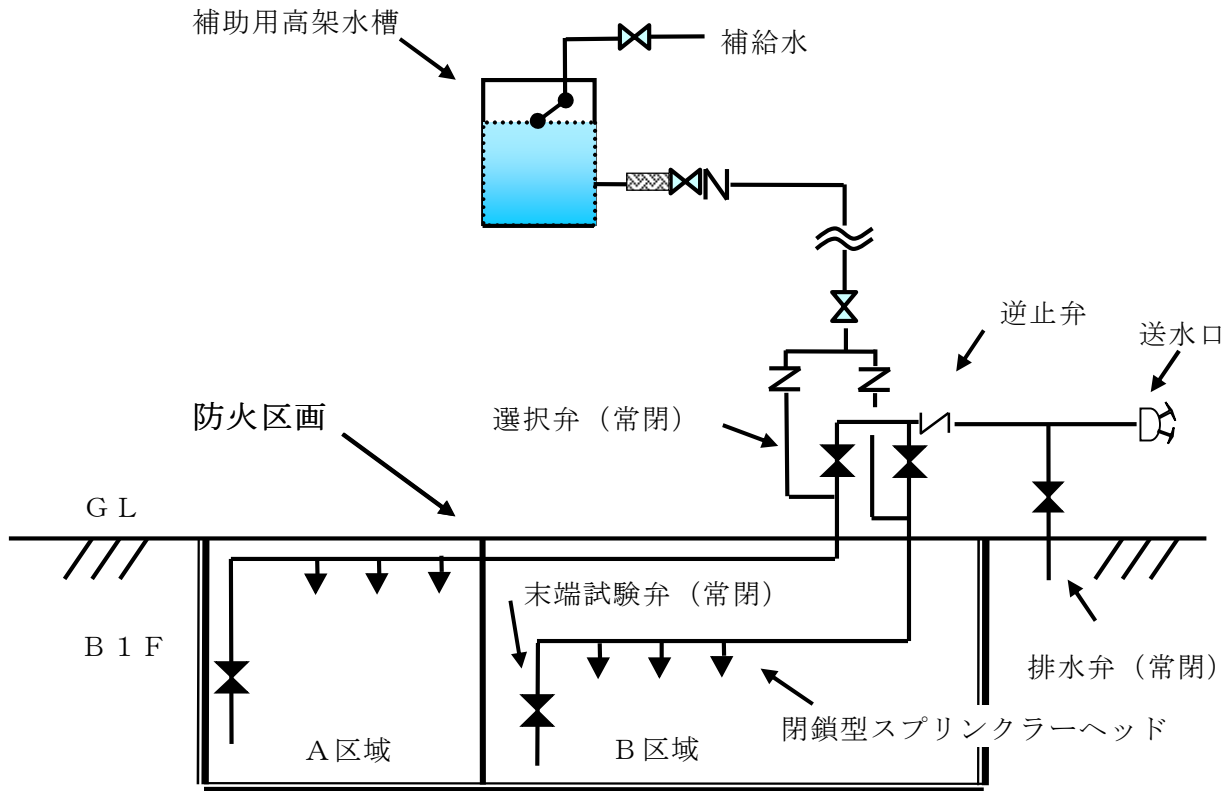 補助用高架水槽
補給水
逆止弁
送水口
防火区画
選択弁（常閉）
ＧＬ
末端試験弁（常閉）
Ｂ１Ｆ
排水弁（常閉）
閉鎖型スプリンクラーヘッド
Ａ区域
Ｂ区域